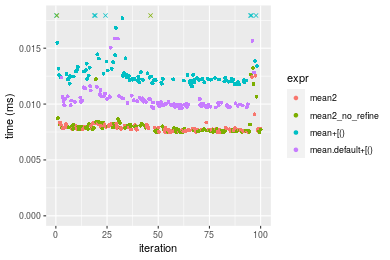 0.015
0.010
0.005
0.000
time (ms)
0
25
50
75
100
iteration
expr
mean2
mean2_no_refine
mean+[()
mean.default+[()